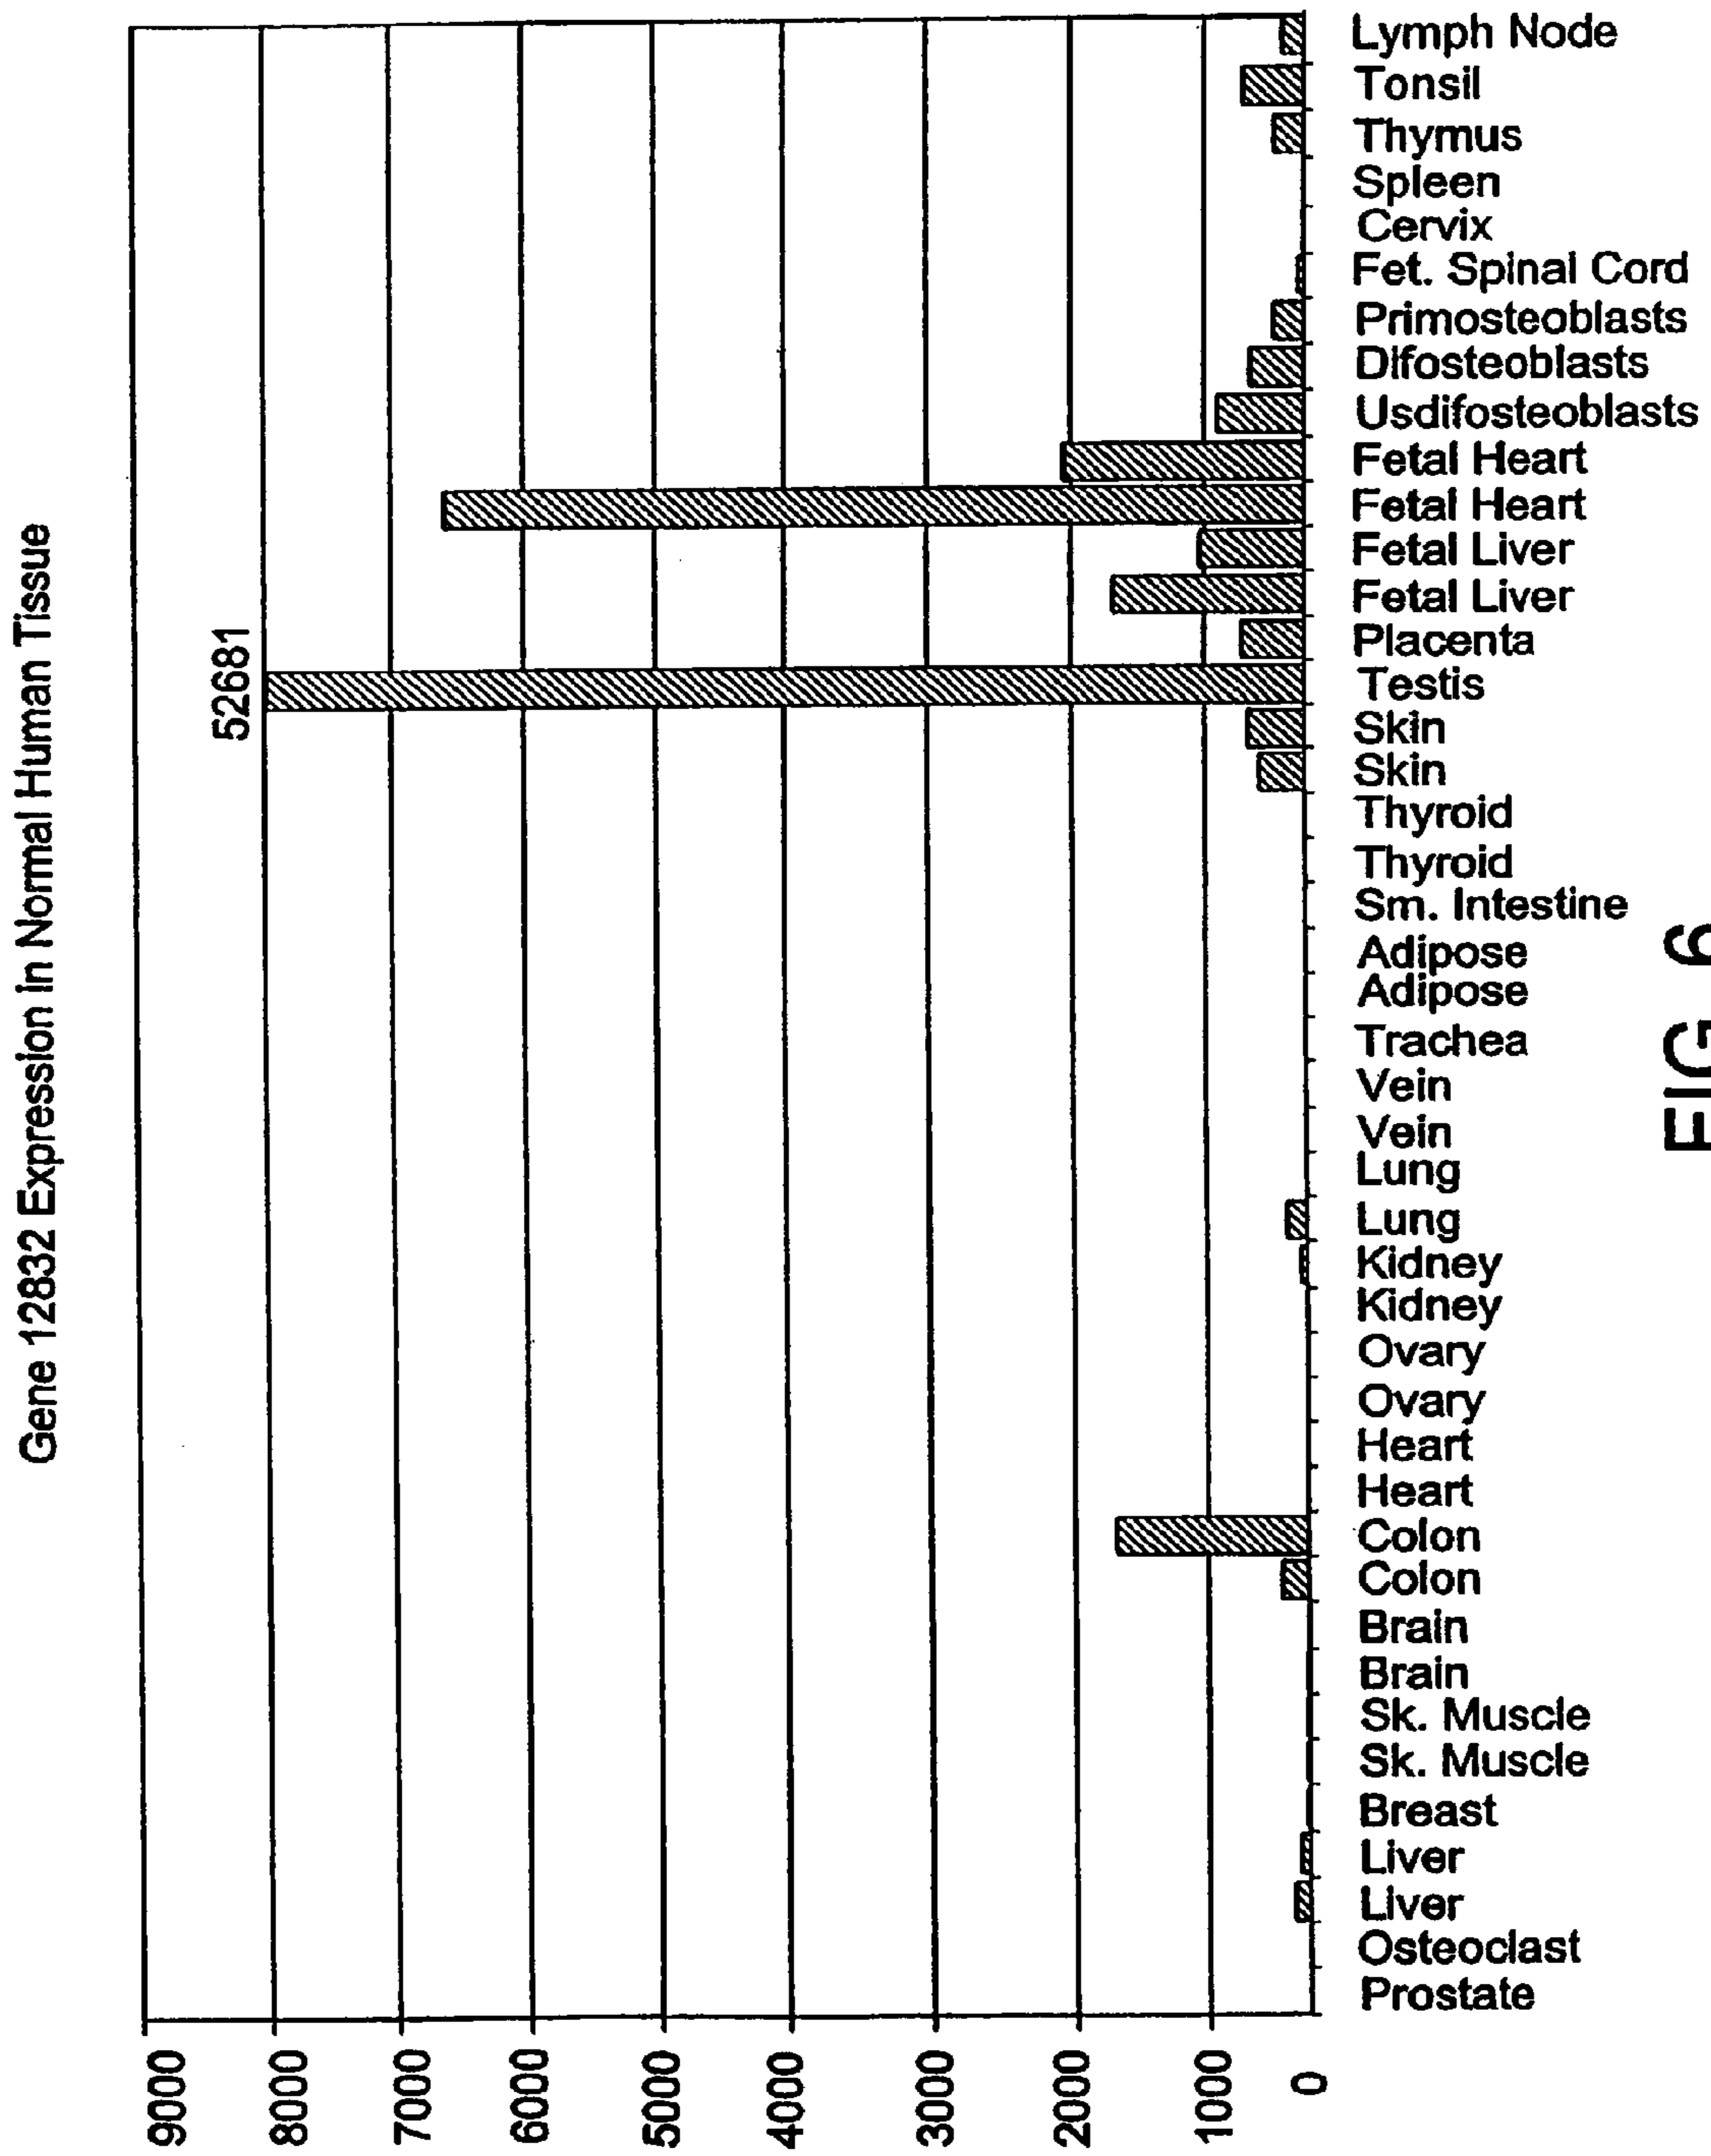 Gene 12832 Expression in Normal Human Tissue
52681
9000
8000
7000
6000
5000
4000
3000
2000
1000
0
Lymph Node
Tonsil
Thymus
Spleen
Cervix
Fet. Spinal Cord
Primosteoblasts
Difosteoblasts
Usdifosteoblasts
Fetal Heart
Fetal Heart
Fetal Liver
Fetal Liver
Placenta
Testis
Skin
Skin
Thyroid
Thyroid
Sm. Intestine
Adipose
Adipose
Trachea
Vein
Vein
Lung
Lung
Kidney
Kidney
Ovary
Ovary
Heart
Heart
Colon
Colon
Brain
Brain
Sk. Muscle
Sk. Muscle
Breast
Liver
Liver
Osteoclast
Prostate
FIG 6